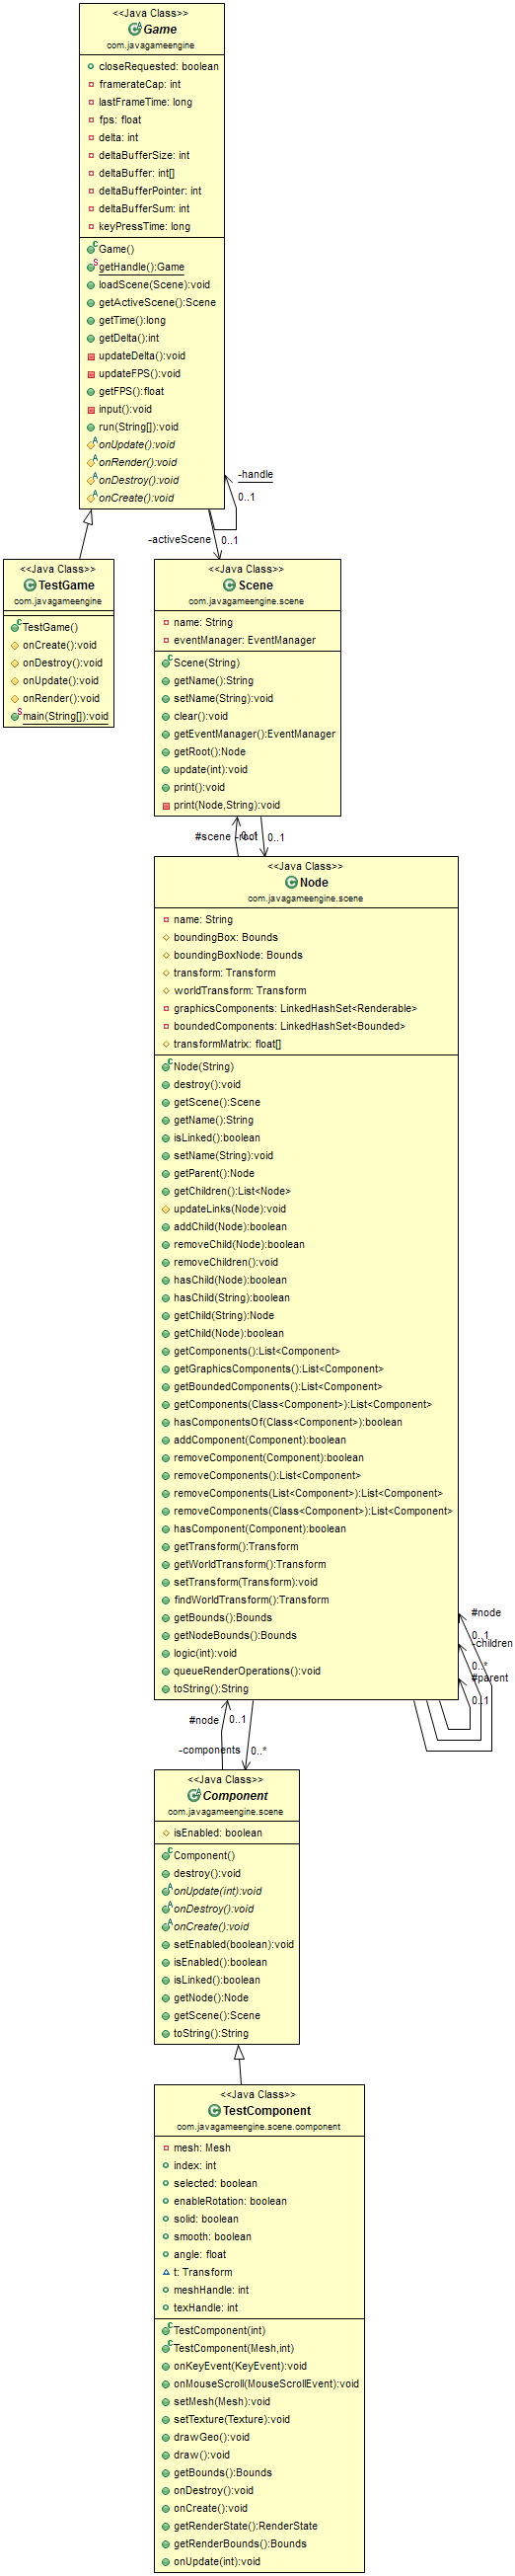 <<Java Class>>
Game
com.javagameengine
closeRequested: boolean
framerateCap: int
lastFrameTime: long
fps: float
delta: int
deltaBufferSize: int
deltaBuffer: int[]
deltaBufferPointer: int
deltaBufferSum: int
keyPressTime: long
Game()
getHandle():Game
loadScene(Scene):void
getActiveScene():Scene
getTime():long
getDelta():int
updateDelta():void
updateFPS():void
getFPS():float
input():void
run(String[]):void
onUpdate():void
onRender():void
onDestroy():void
onCreate():void
-handle
0..1
-activeScene
0..1
<<Java Class>>
TestGame
com.javagameengine
TestGame()
onCreate():void
onDestroy():void
onUpdate():void
onRender():void
main(String[]):void
<<Java Class>>
Scene
com.javagameengine.scene
name: String
eventManager: EventManager
Scene(String)
getName():String
setName(String):void
clear():void
getEventManager():EventManager
getRoot():Node
update(int):void
print():void
print(Node,String):void
#scene
0..1
-root
0..1
<<Java Class>>
Node
com.javagameengine.scene
name: String
boundingBox: Bounds
boundingBoxNode: Bounds
transform: Transform
worldTransform: Transform
graphicsComponents: LinkedHashSet<Renderable>
boundedComponents: LinkedHashSet<Bounded>
transformMatrix: float[]
Node(String)
destroy():void
getScene():Scene
getName():String
isLinked():boolean
setName(String):void
getParent():Node
getChildren():List<Node>
updateLinks(Node):void
addChild(Node):boolean
removeChild(Node):boolean
removeChildren():void
hasChild(Node):boolean
hasChild(String):boolean
getChild(String):Node
getChild(Node):boolean
getComponents():List<Component>
getGraphicsComponents():List<Component>
getBoundedComponents():List<Component>
getComponents(Class<Component>):List<Component>
hasComponentsOf(Class<Component>):boolean
addComponent(Component):boolean
removeComponent(Component):boolean
removeComponents():List<Component>
removeComponents(List<Component>):List<Component>
removeComponents(Class<Component>):List<Component>
hasComponent(Component):boolean
getTransform():Transform
getWorldTransform():Transform
setTransform(Transform):void
findWorldTransform():Transform
getBounds():Bounds
getNodeBounds():Bounds
logic(int):void
queueRenderOperations():void
toString():String
#node
0..1
-children
0..*
#parent
0..1
#node
0..1
-components
0..*
<<Java Class>>
Component
com.javagameengine.scene
isEnabled: boolean
Component()
destroy():void
onUpdate(int):void
onDestroy():void
onCreate():void
setEnabled(boolean):void
isEnabled():boolean
isLinked():boolean
getNode():Node
getScene():Scene
toString():String
<<Java Class>>
TestComponent
com.javagameengine.scene.component
mesh: Mesh
index: int
selected: boolean
enableRotation: boolean
solid: boolean
smooth: boolean
angle: float
t: Transform
meshHandle: int
texHandle: int
TestComponent(int)
TestComponent(Mesh,int)
onKeyEvent(KeyEvent):void
onMouseScroll(MouseScrollEvent):void
setMesh(Mesh):void
setTexture(Texture):void
drawGeo():void
draw():void
getBounds():Bounds
onDestroy():void
onCreate():void
getRenderState():RenderState
getRenderBounds():Bounds
onUpdate(int):void